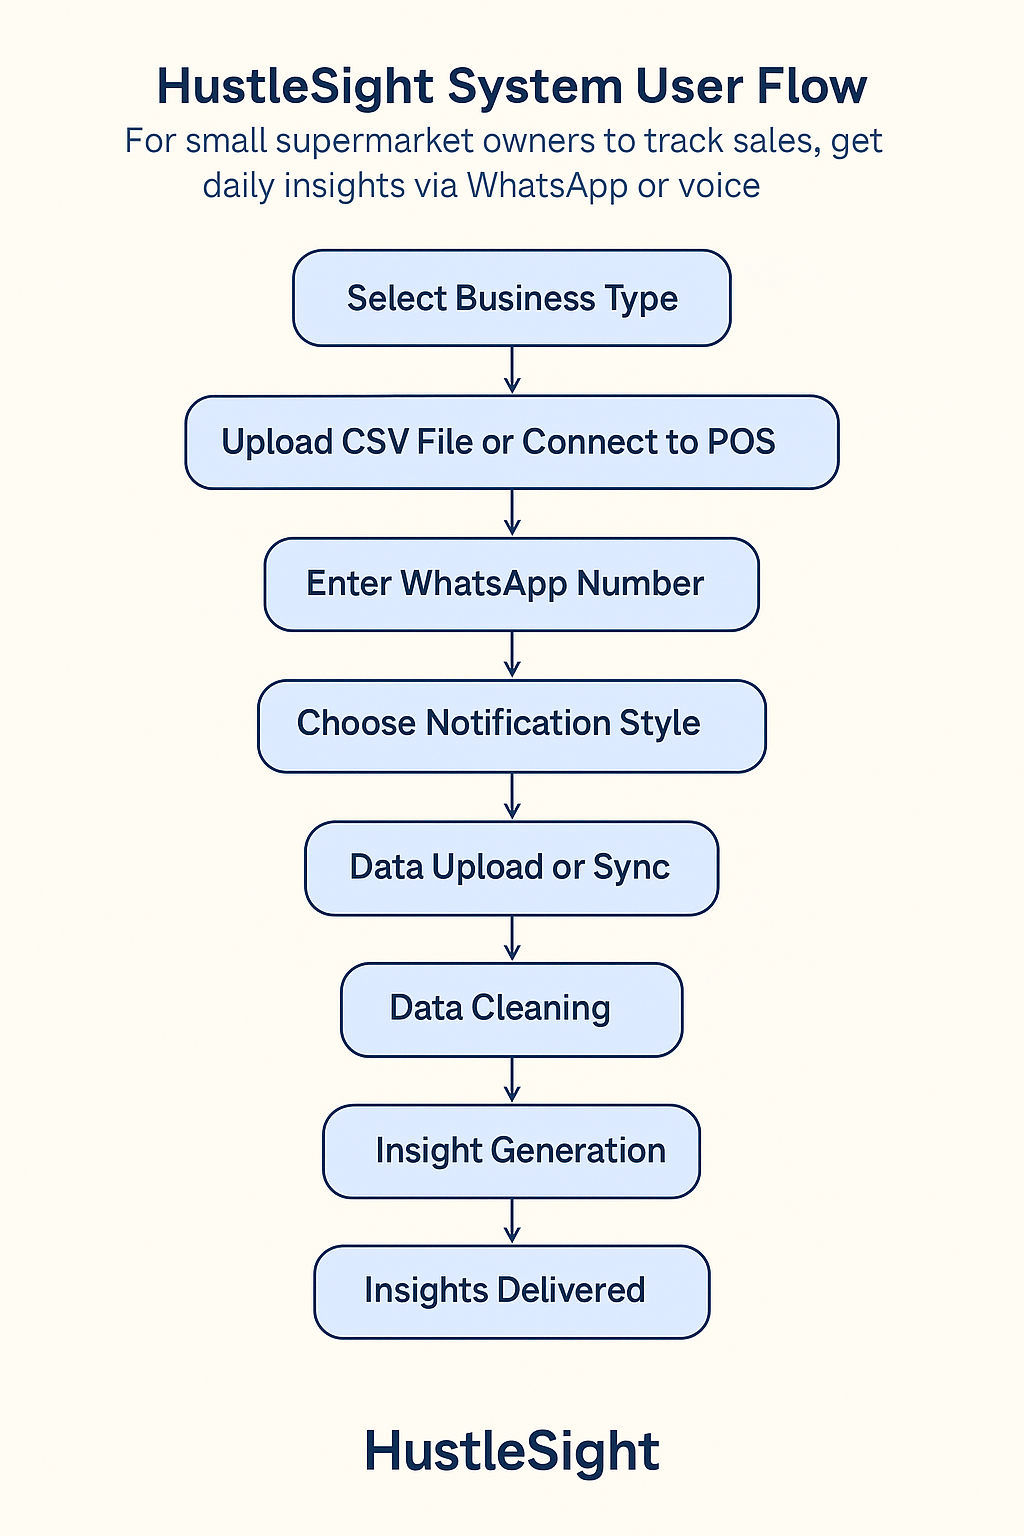 HustleSight System User Flow
For small supermarket owners to track sales, get
daily insights via WhatsApp or voice
Select Business Type
Upload CSV File or Connect to POS
Enter WhatsApp Number
Choose Notification Style
Data Upload or Sync
Data Cleaning
Insight Generation
Insights Delivered
HustleSight